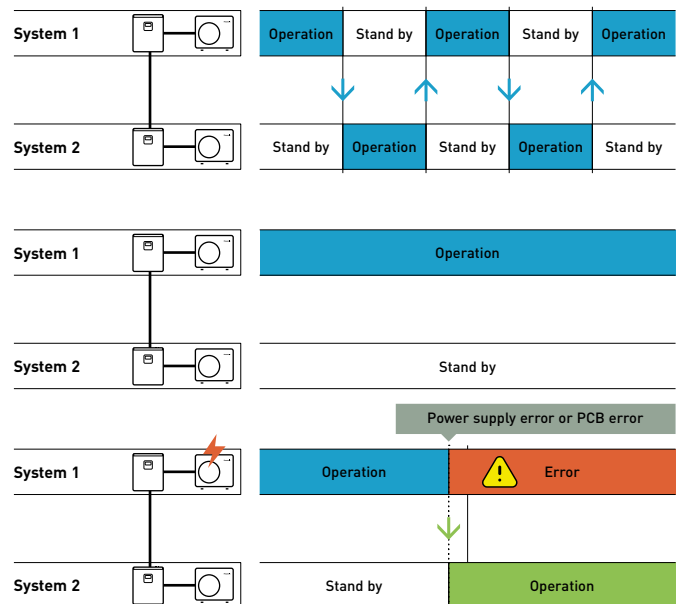 System 1
Operation Stand by Operation Stand by Operation
System 2
Stand by Operation Stand by Operation Stand by
System 1
Operation
System 2
Stand by
Power supply error or PCB error
System 1
Operation Error
System 2
Stand by Operation